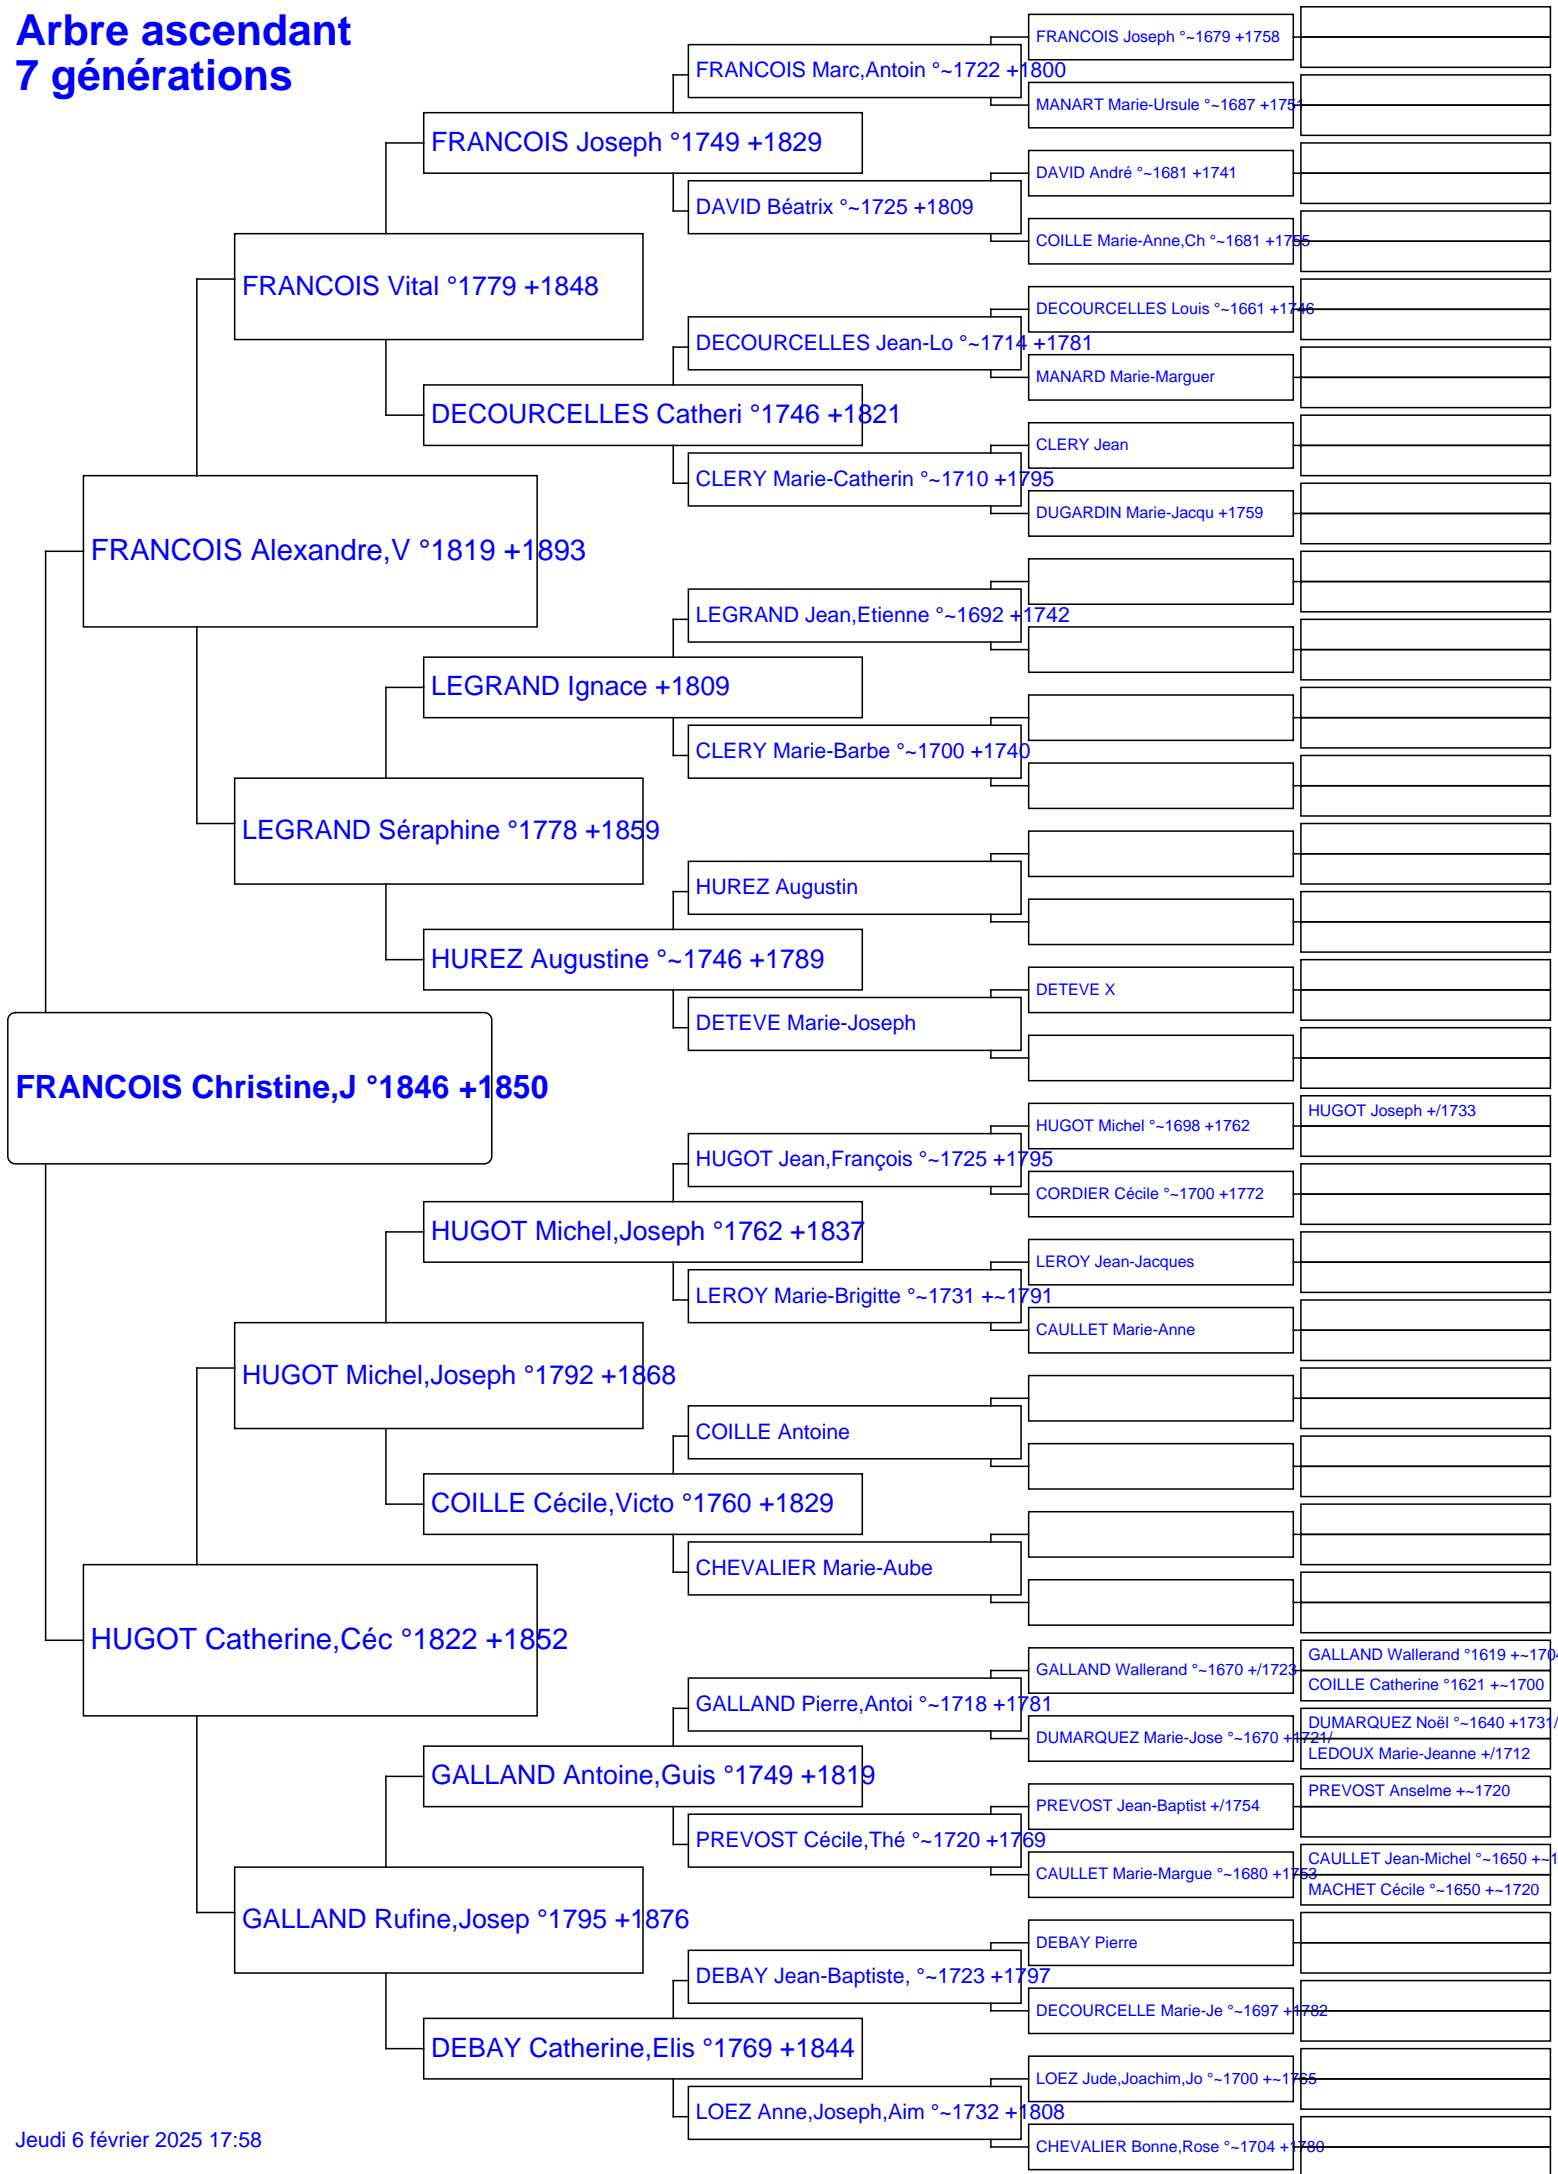 Arbre ascendant
7 générations
FRANCOIS Joseph °~1679 +1758
FRANCOIS Marc,Antoin °~1722 +1800
MANART Marie-Ursule °~1687 +1751
FRANCOIS Joseph °1749 +1829
DAVID André °~1681 +1741
DAVID Béatrix °~1725 +1809
COILLE Marie-Anne,Ch °~1681 +1755
FRANCOIS Vital °1779 +1848
DECOURCELLES Louis °~1661 +1746
DECOURCELLES Jean-Lo °~1714 +1781
MANARD Marie-Marguer
DECOURCELLES Catheri °1746 +1821
CLERY Jean
CLERY Marie-Catherin °~1710 +1795
DUGARDIN Marie-Jacqu +1759
FRANCOIS Alexandre,V °1819 +1893
LEGRAND Jean,Etienne °~1692 +1742
LEGRAND Ignace +1809
CLERY Marie-Barbe °~1700 +1740
LEGRAND Séraphine °1778 +1859
HUREZ Augustin
HUREZ Augustine °~1746 +1789
DETEVE X
DETEVE Marie-Joseph
FRANCOIS Christine,J °1846 +1850
HUGOT Joseph +/1733
HUGOT Michel °~1698 +1762
HUGOT Jean,François °~1725 +1795
CORDIER Cécile °~1700 +1772
HUGOT Michel,Joseph °1762 +1837
LEROY Jean-Jacques
LEROY Marie-Brigitte °~1731 +~1791
CAULLET Marie-Anne
HUGOT Michel,Joseph °1792 +1868
COILLE Antoine
COILLE Cécile,Victo °1760 +1829
CHEVALIER Marie-Aube
HUGOT Catherine,Céc °1822 +1852
GALLAND Wallerand °1619 +~1704
GALLAND Wallerand °~1670 +/1723
COILLE Catherine °1621 +~1700
GALLAND Pierre,Antoi °~1718 +1781
DUMARQUEZ Noël °~1640 +1731/
DUMARQUEZ Marie-Jose °~1670 +1721/
LEDOUX Marie-Jeanne +/1712
GALLAND Antoine,Guis °1749 +1819
PREVOST Anselme +~1720
PREVOST Jean-Baptist +/1754
PREVOST Cécile,Thé °~1720 +1769
CAULLET Jean-Michel °~1650 +~1
CAULLET Marie-Margue °~1680 +1753
MACHET Cécile °~1650 +~1720
GALLAND Rufine,Josep °1795 +1876
DEBAY Pierre
DEBAY Jean-Baptiste, °~1723 +1797
DECOURCELLE Marie-Je °~1697 +1782
DEBAY Catherine,Elis °1769 +1844
LOEZ Jude,Joachim,Jo °~1700 +~1765
LOEZ Anne,Joseph,Aim °~1732 +1808
CHEVALIER Bonne,Rose °~1704 +1780
Jeudi 6 février 2025 17:58